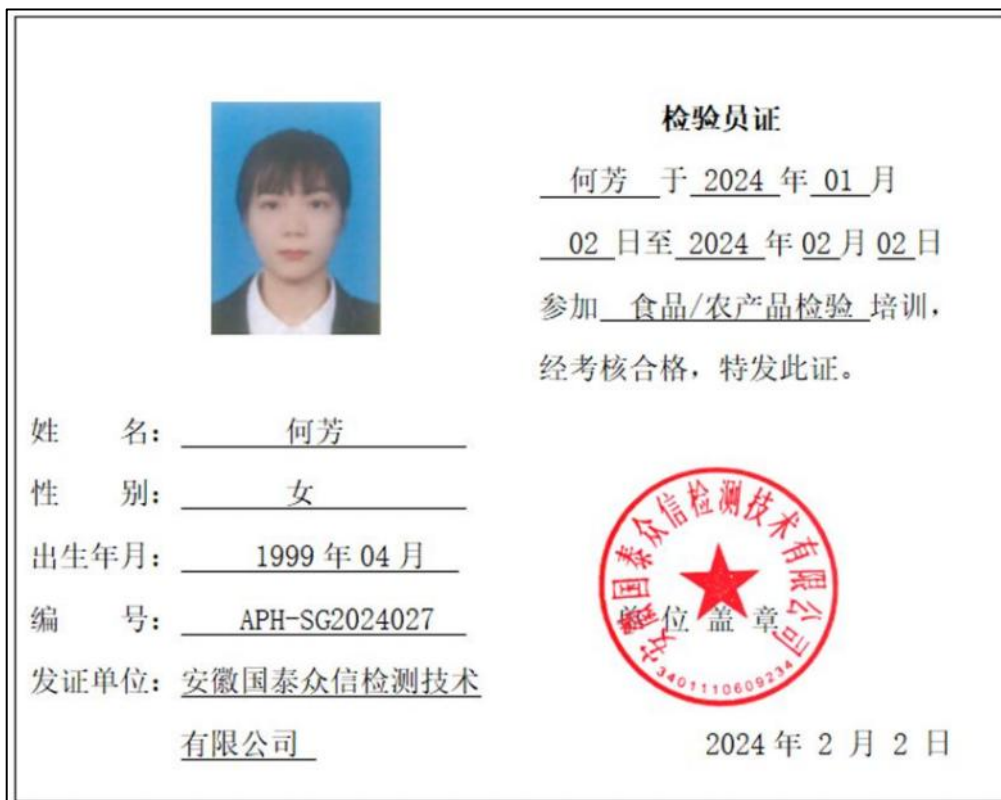 检验员证
何芳 于 2024 年 01 月
02 日至 2024 年 02 月 02 日
参加 食品/农产品检验 培训，
经考核合格，特发此证。
姓 名： 何芳
性 别： 女
出生年月： 1999 年 04 月
编 号： APH-SG2024027
发证单位： 安徽国泰众信检测技术
有限公司
安徽国泰众信检测技术有限公司
单位盖章
3401110609234
2024 年 2 月 2 日